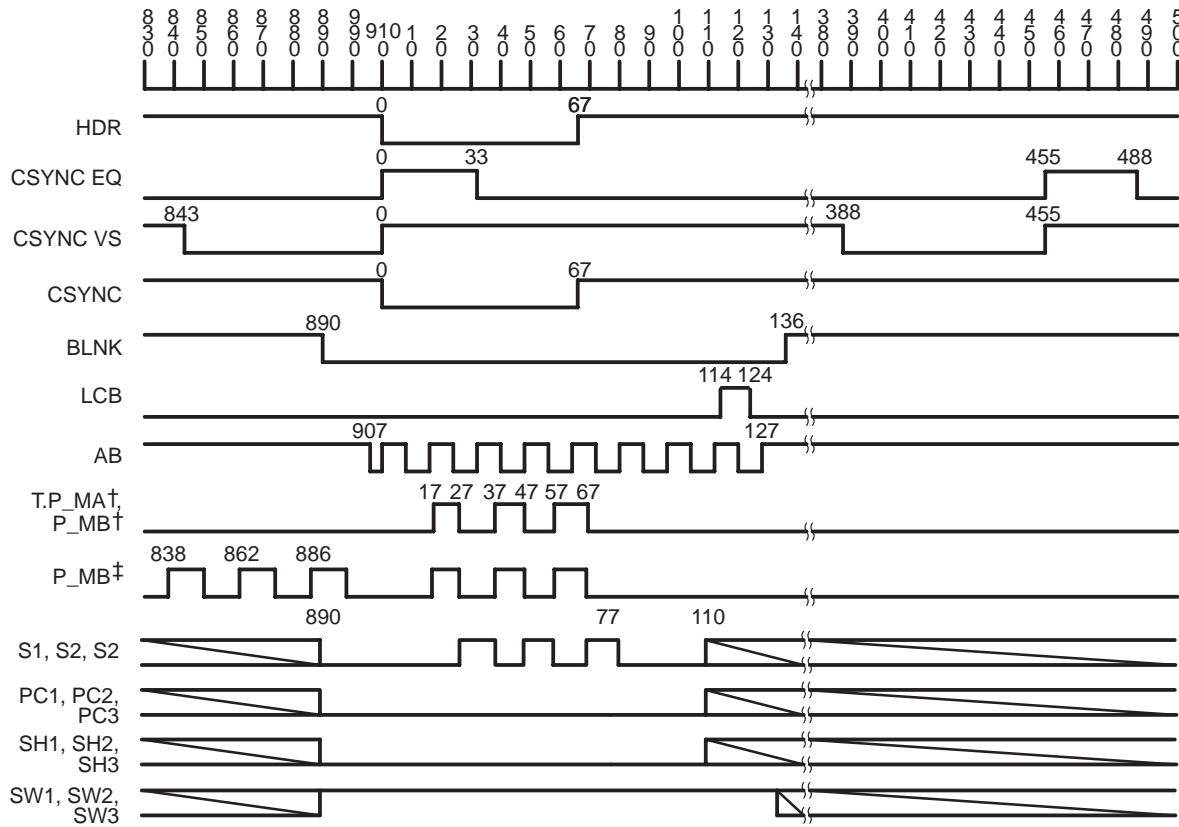 830 840 850 860 870 880 890 990 910 0 10 20 30 40 50 60 70 80 90 100 110 120 130 140 380 390 400 410 420 430 440 450 460 470 480 490 500
HDR 0 67
CSYNC EQ 0 33 455 488
CSYNC VS 843 0 388 455
CSYNC 0 67
BLNK 890 136
LCB 114 124
AB 907 127
T.P_MA†,
P_MB† 17 27 37 47 57 67
P_MB‡ 838 862 886
890 77 110
S1, S2, S2
PC1, PC2,
PC3
SH1, SH2,
SH3
SW1, SW2,
SW3